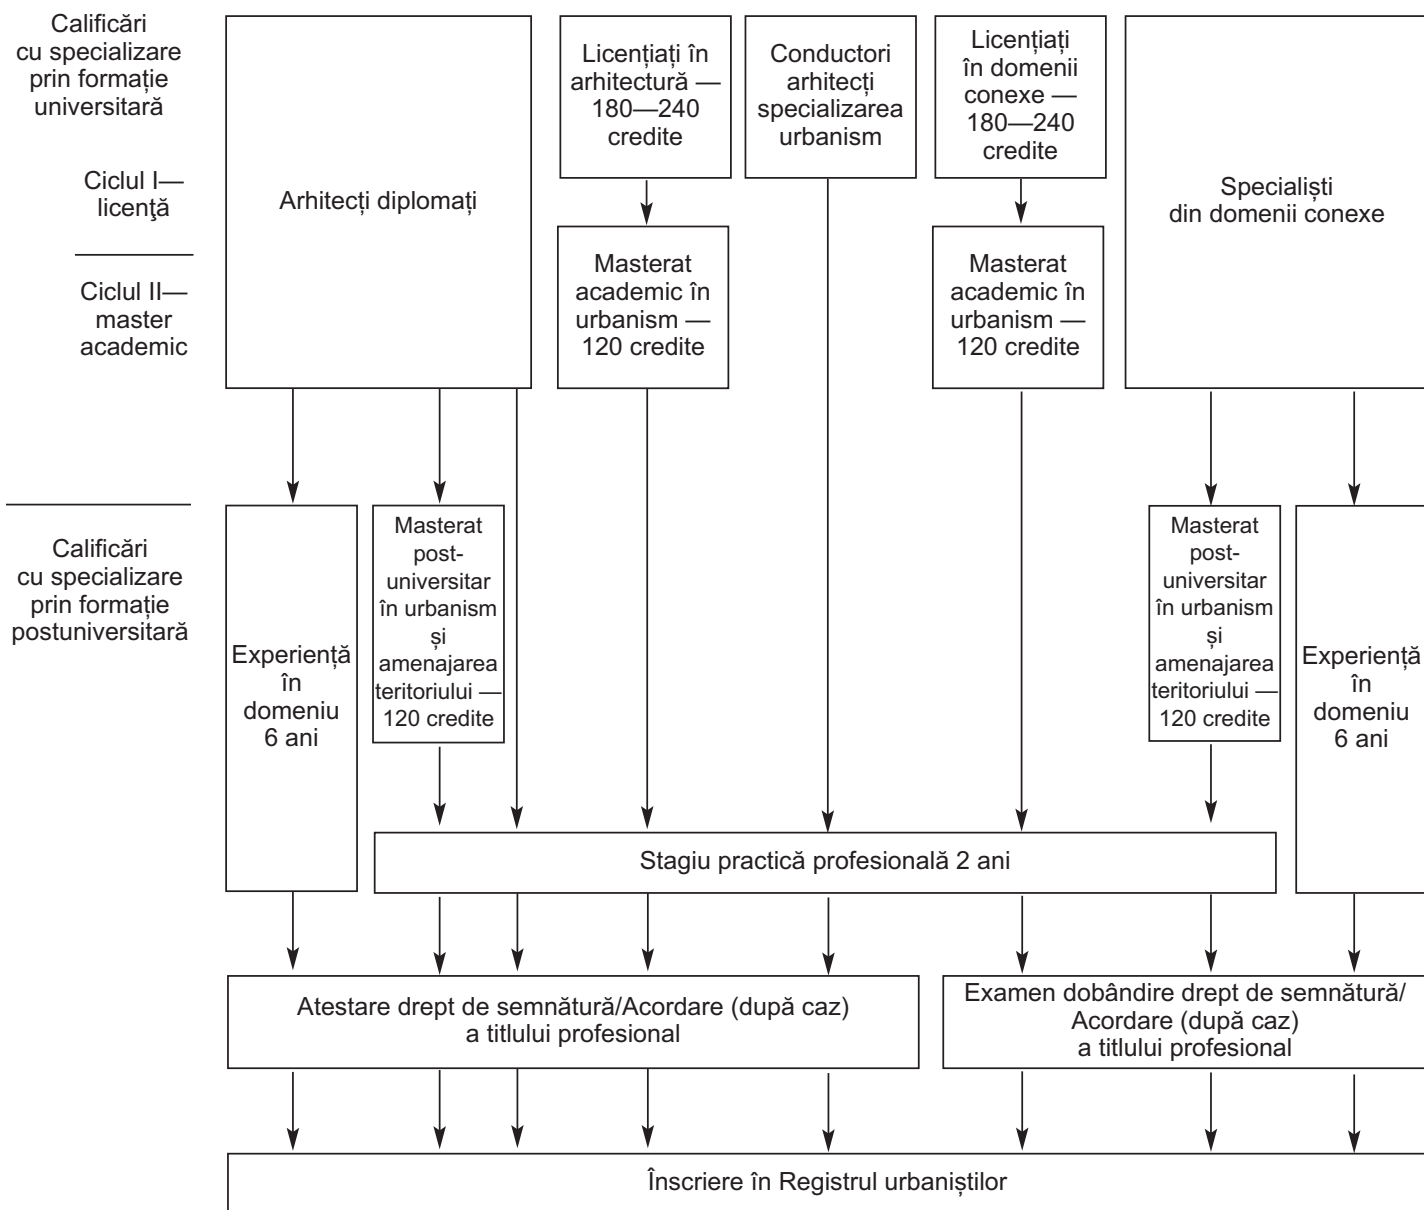 Calificări
cu specializare
prin formație
universitară
Ciclul I—
licenţă
Ciclul II—
master
academic
Arhitecți diplomați
Licențiați în
arhitectură —
180—240
credite
Conductori
arhitecți
specializarea
urbanism
Licențiați
în domenii
conexe —
180—240
credite
Specialiști
din domenii conexe
Masterat
academic în
urbanism —
120 credite
Masterat
academic în
urbanism —
120 credite
Calificări
cu specializare
prin formație
postuniversitară
Experiență
în
domeniu
6 ani
Masterat
post-
universitar
în urbanism
și
amenajarea
teritoriului —
120 credite
Masterat
post-
universitar
în urbanism
și
amenajarea
teritoriului —
120 credite
Experiență
în
domeniu
6 ani
Stagiu practică profesională 2 ani
Atestare drept de semnătură/Acordare (după caz)
a titlului profesional
Examen dobândire drept de semnătură/
Acordare (după caz)
a titlului profesional
Înscriere în Registrul urbaniștilor